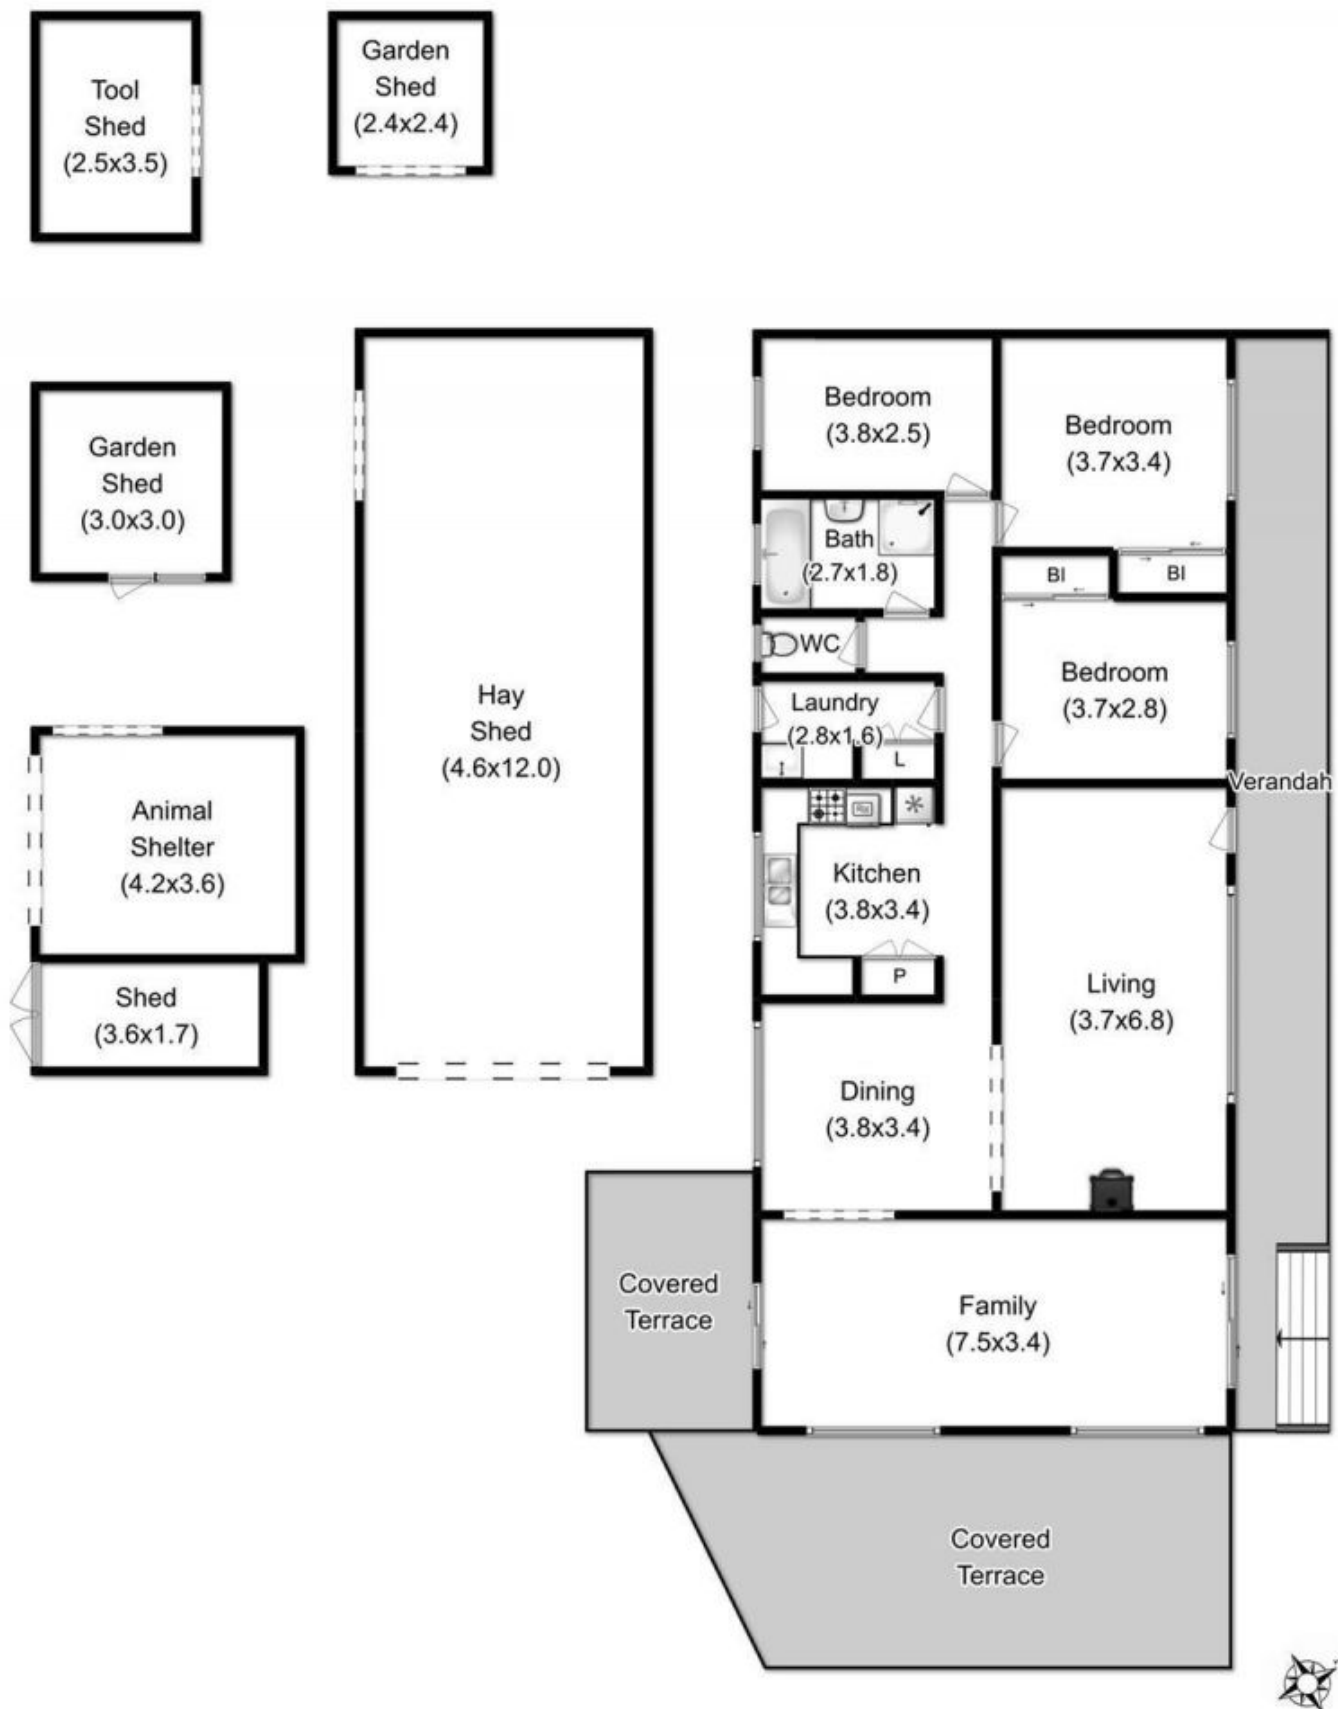 Tool
Shed
(2.5x3.5)
Garden
Shed
(2.4x2.4)
Garden
Shed
(3.0x3.0)
Hay
Shed
(4.6x12.0)
Animal
Shelter
(4.2x3.6)
Shed
(3.6x1.7)
Bedroom
(3.8x2.5)
Bedroom
(3.7x3.4)
Bath
(2.7x1.8)
BI
BI
WC
Bedroom
(3.7x2.8)
Laundry
(2.8x1.6)
L
Verandah
Kitchen
(3.8x3.4)
P
Living
(3.7x6.8)
Dining
(3.8x3.4)
Covered
Terrace
Family
(7.5x3.4)
Covered
Terrace